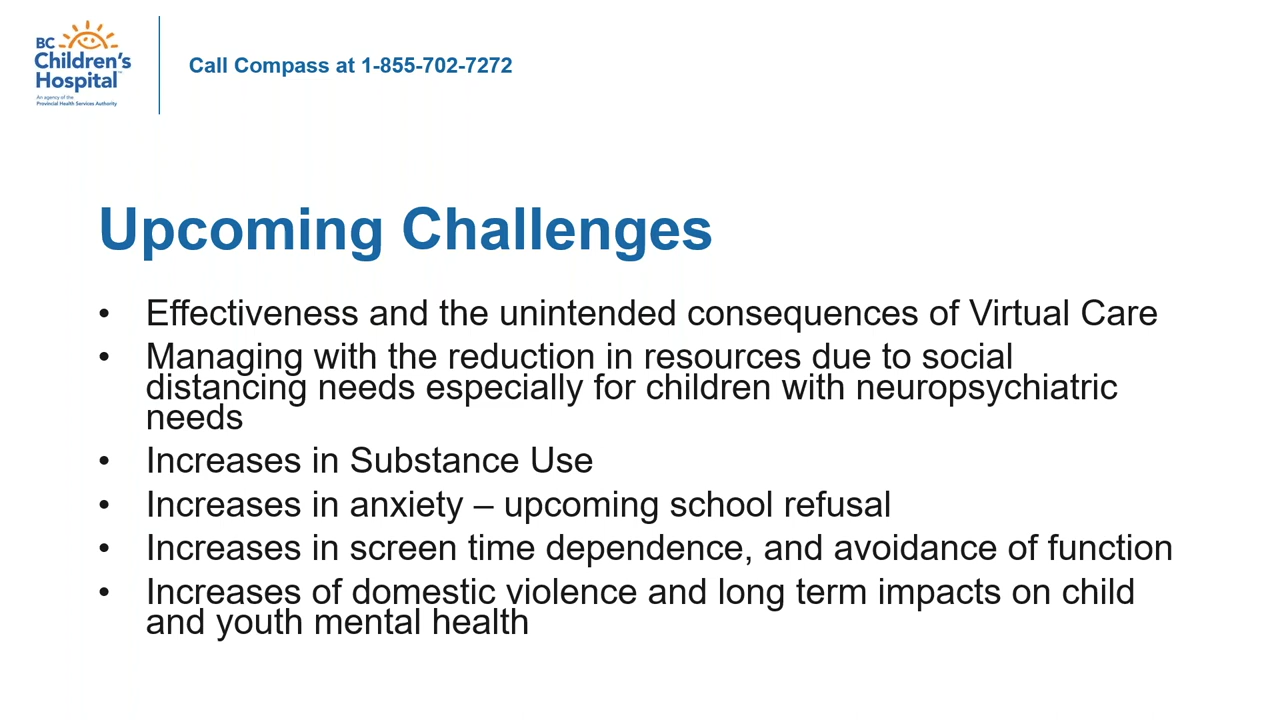 BC
Children's
Hospital™
An agency of the
Provincial Health Services Authority
Call Compass at 1-855-702-7272
Upcoming Challenges
• Effectiveness and the unintended consequences of Virtual Care
• Managing with the reduction in resources due to social
distancing needs especially for children with neuropsychiatric
needs
• Increases in Substance Use
• Increases in anxiety – upcoming school refusal
• Increases in screen time dependence, and avoidance of function
• Increases of domestic violence and long term impacts on child
and youth mental health